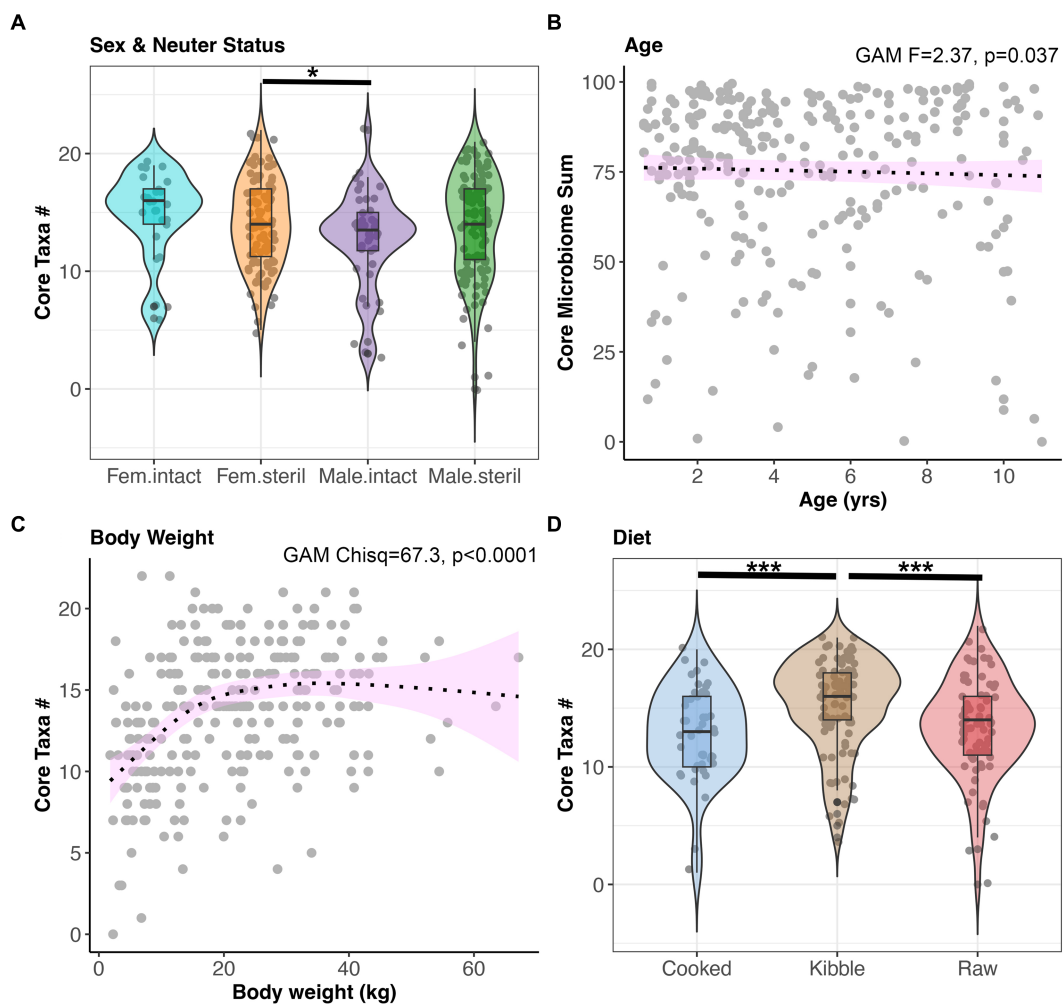 A
Sex & Neuter Status
*
Core Taxa #
20
10
0
Fem.intact Fem.steril Male.intact Male.steril
B
Age
GAM F=2.37, p=0.037
Core Microbiome Sum
100
75
50
25
0
2 4 6 8 10
Age (yrs)
C
Body Weight
GAM Chisq=67.3, p<0.0001
Core Taxa #
20
15
10
5
0
0 20 40 60
Body weight (kg)
D
Diet
*** ***
Core Taxa #
20
10
0
Cooked Kibble Raw